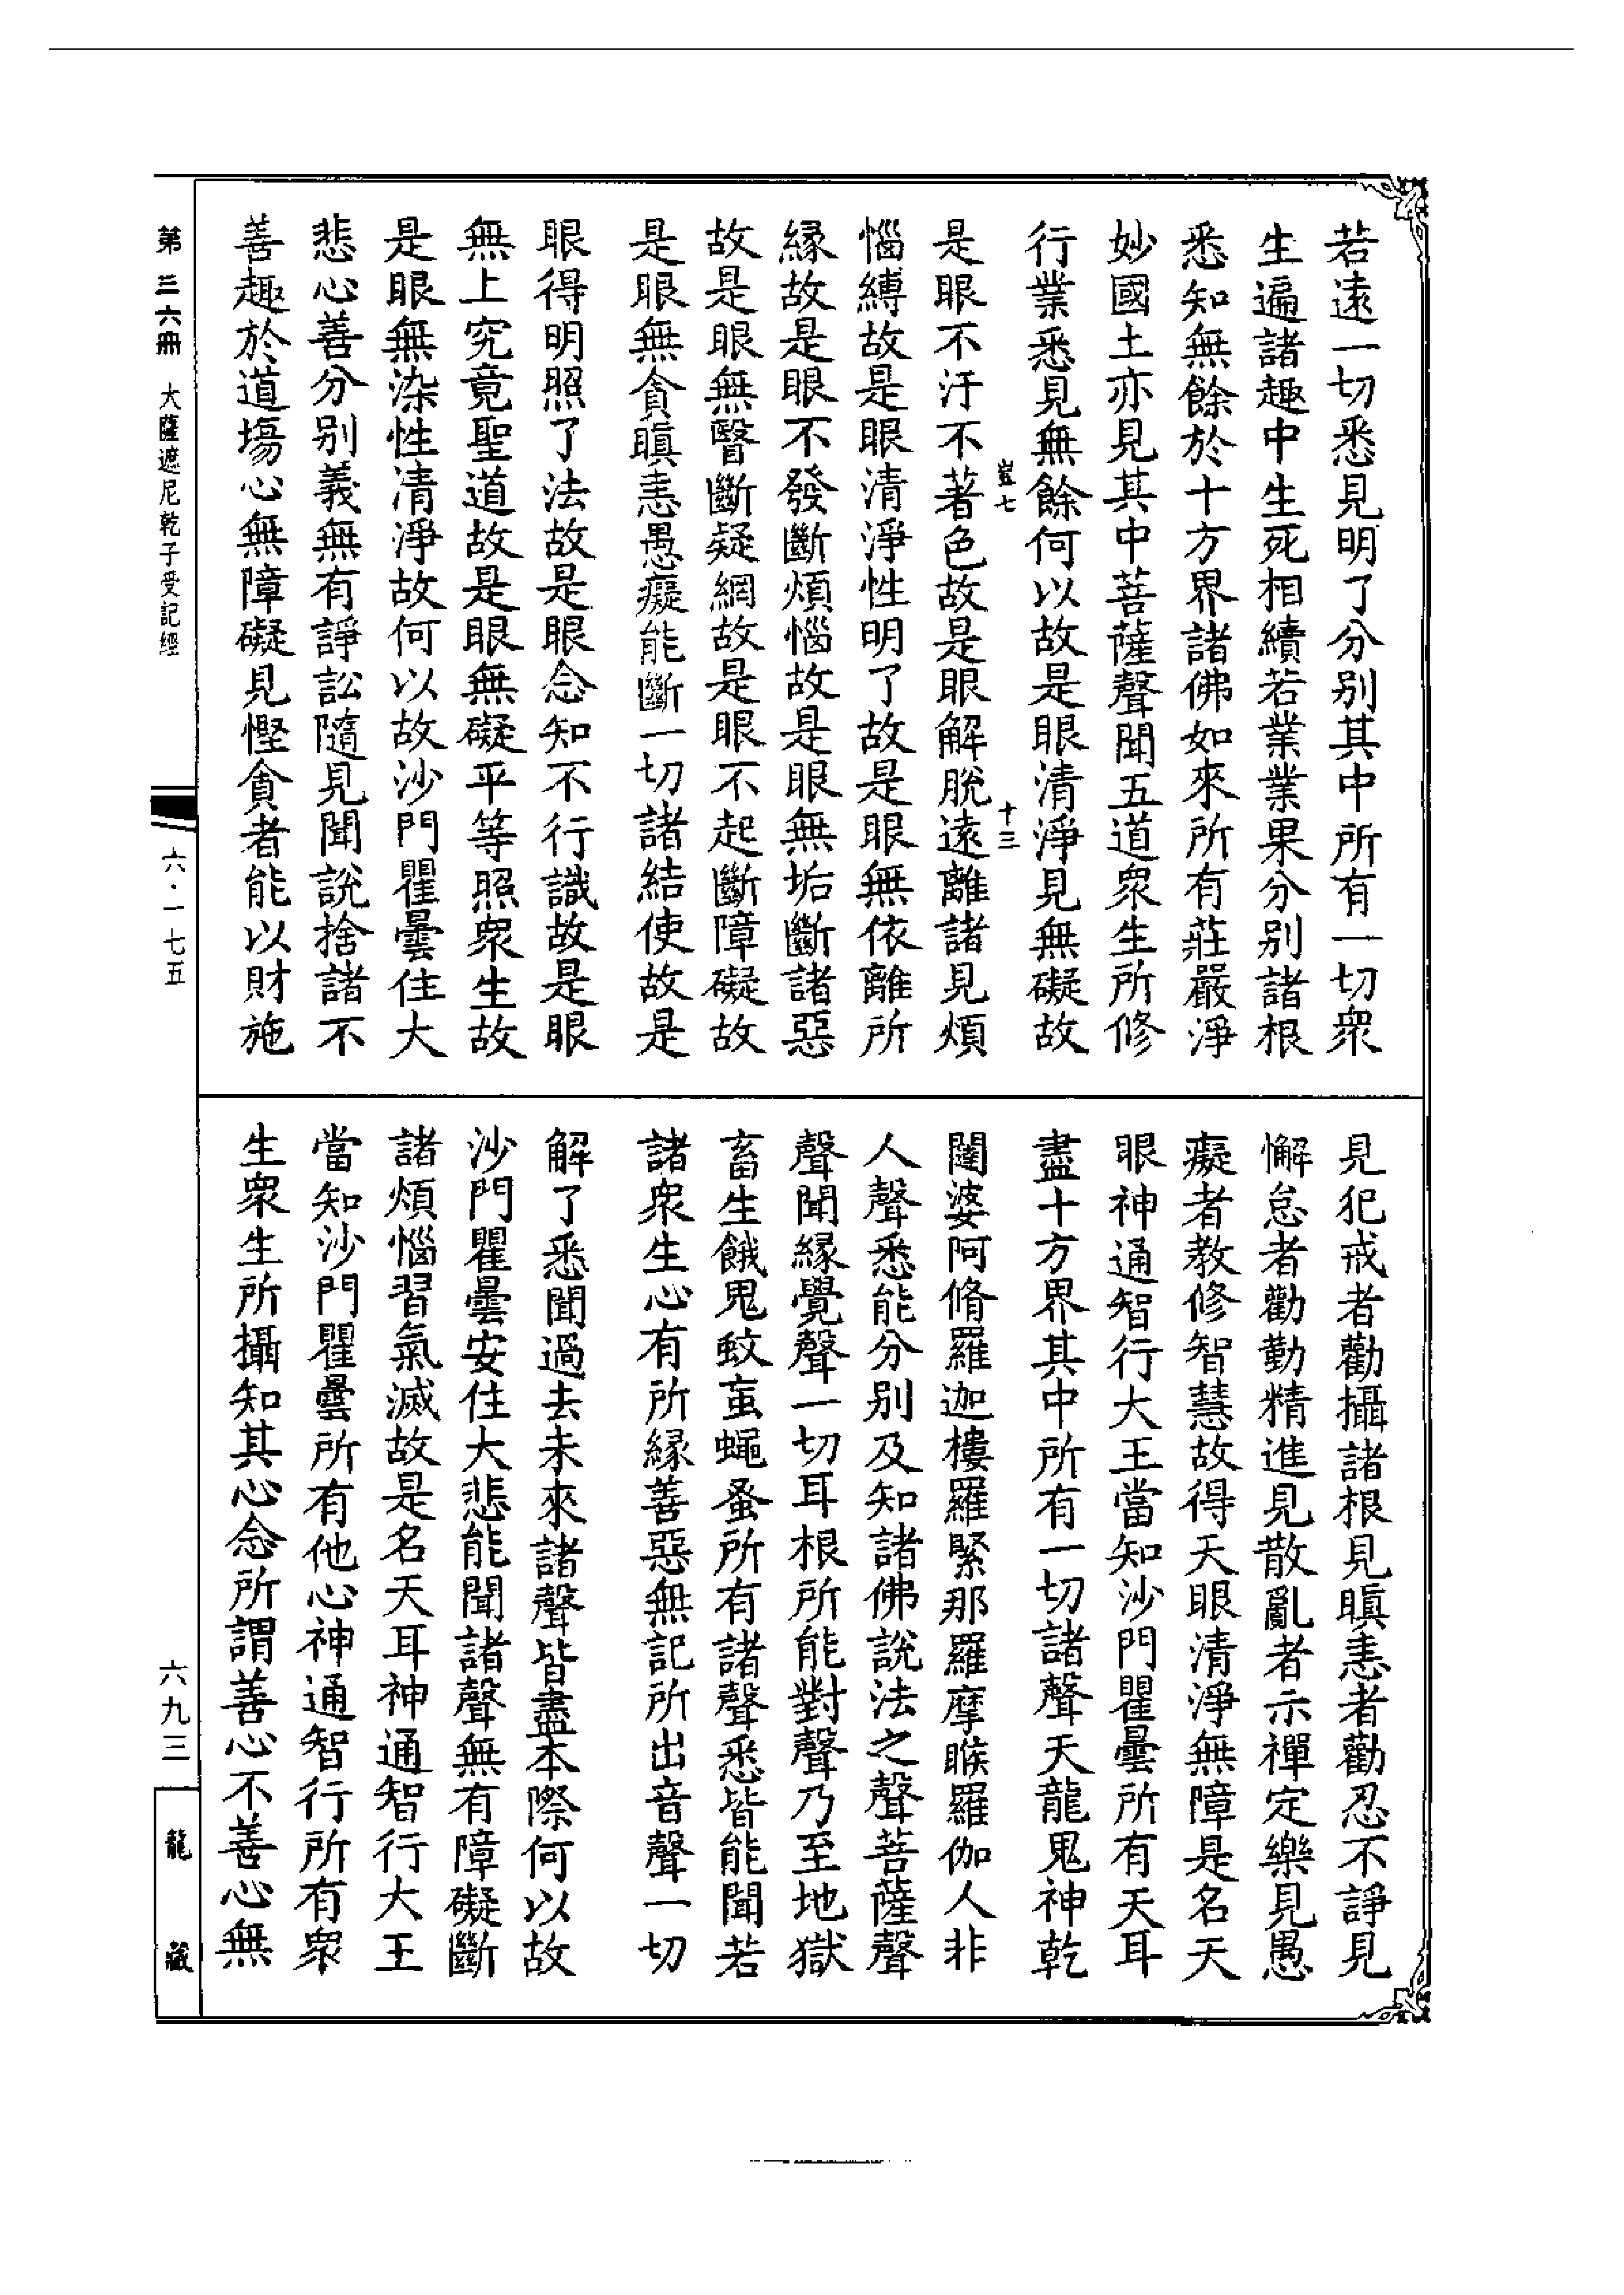 若遠一切悉見明了分别其中所有一切衆
生遍諸趣中生死相續若業業果分别諸根
悉知無餘於十方界諸佛如來所有莊嚴淨
妙國土亦見其中菩薩聲聞五道衆生所修
行業悉見無餘何以故是眼清淨見無礙故
豈七
十三
是眼不汙不著色故是眼解脫遠離諸見煩
惱縛故是眼清淨性明了故是眼無依離所
緣故是眼不發斷煩惱故是眼無垢斷諸惡
故是眼無瞖斷疑網故是眼不起斷障礙故
是眼無貪瞋恚愚癡能斷一切諸結使故是
眼得明照了法故是眼念知不行識故是眼
無上究竟聖道故是眼無礙平等照衆生故
是眼無染性清淨故何以故沙門瞿曇住大
悲心善分别義無有諍訟隨見聞說捨諸不
善趣於道塲心無障礙見慳貪者能以財施
見犯戒者勸攝諸根見瞋恚者勸忍不諍見
懈怠者勸勤精進見散亂者示禪定樂見愚
癡者教修智慧故得天眼清淨無障是名天
眼神通智行大王當知沙門瞿曇所有天耳
盡十方界其中所有一切諸聲天龍鬼神乾
闥婆阿脩羅迦樓羅緊那羅摩睺羅伽人非
人聲悉能分别及知諸佛說法之聲菩薩聲
聲聞緣覺聲一切耳根所能對聲乃至地獄
畜生餓鬼蚊䖟蠅蚤所有諸聲悉皆能聞若
諸衆生心有所緣善惡無記所出音聲一切
解了悉聞過去未來諸聲皆盡本際何以故
沙門瞿曇安住大悲能聞諸聲無有障礙斷
諸煩惱習氣滅故是名天耳神通智行大王
當知沙門瞿曇所有他心神通智行所有衆
生衆生所攝知其心念所謂善心不善心無
第三六冊 大薩遮尼乾子受記經
六·一七五
六九三
龍藏